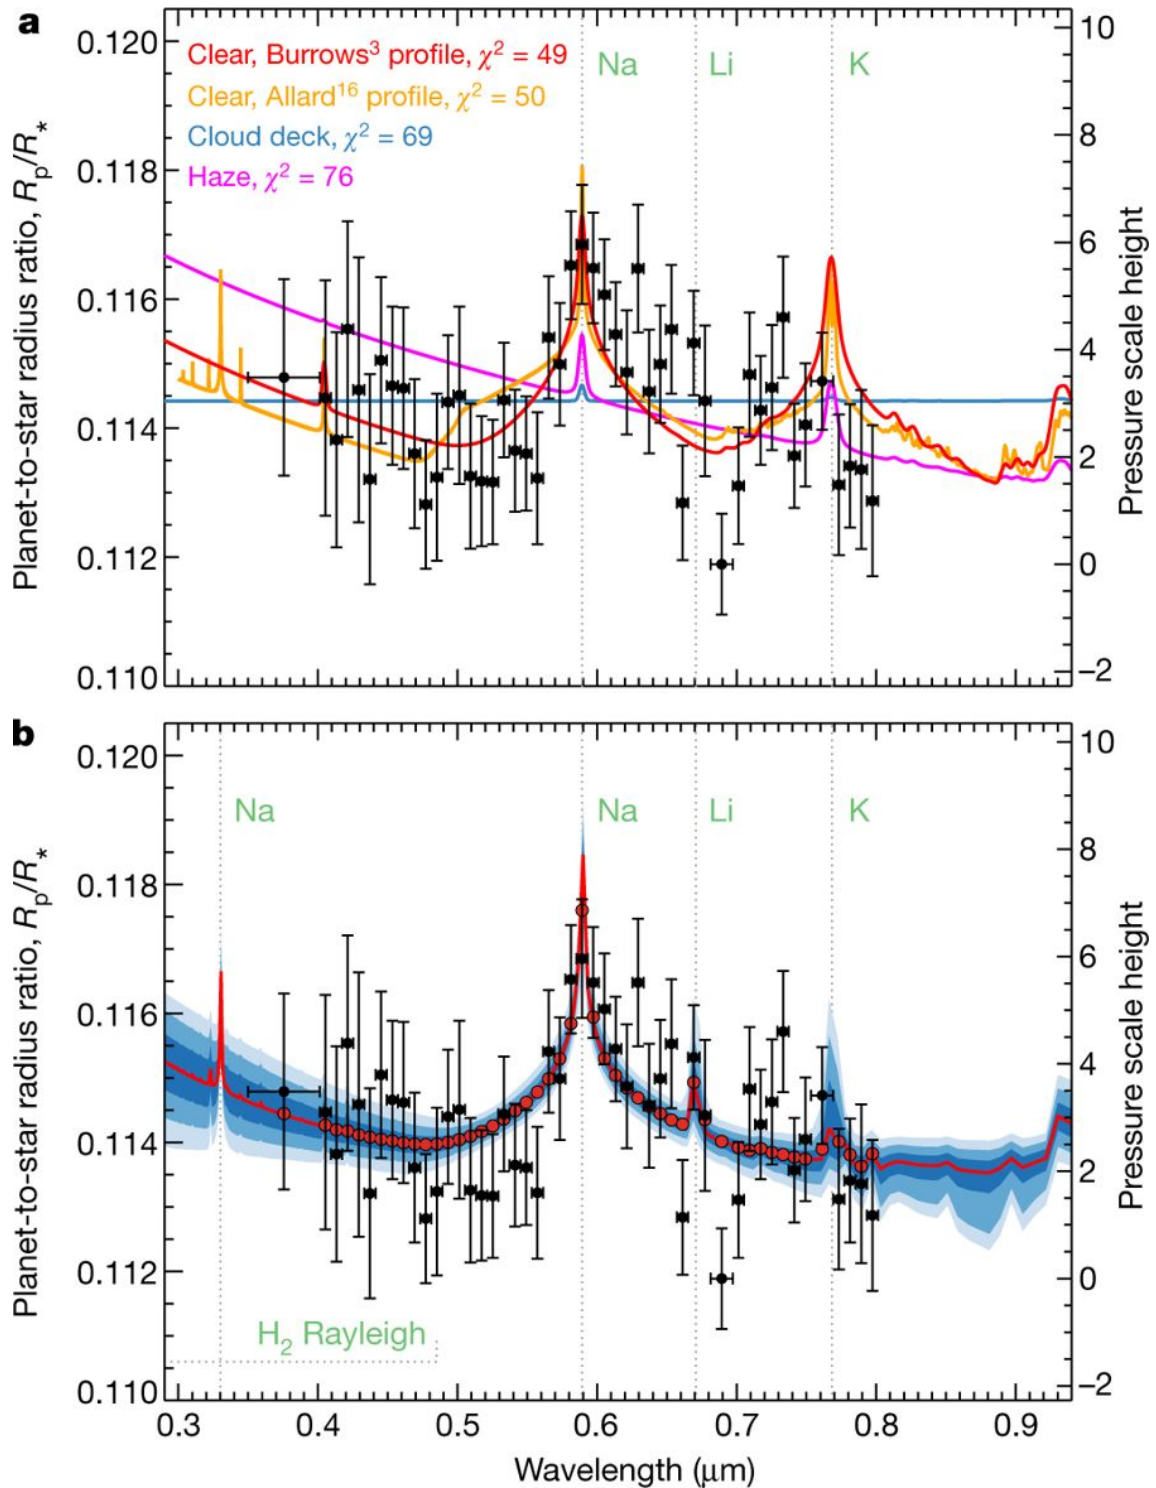 a
0.120
0.118
0.116
0.114
0.112
0.110
Planet-to-star radius ratio, Rp/R*
Clear, Burrows³ profile, χ² = 49
Clear, Allard¹⁶ profile, χ² = 50
Cloud deck, χ² = 69
Haze, χ² = 76
Na
Li
K
10
8
6
4
2
0
−2
Pressure scale height
b
0.120
0.118
0.116
0.114
0.112
0.110
Planet-to-star radius ratio, Rp/R*
Na
Na
Li
K
H₂ Rayleigh
10
8
6
4
2
0
−2
Pressure scale height
0.3 0.4 0.5 0.6 0.7 0.8 0.9
Wavelength (μm)